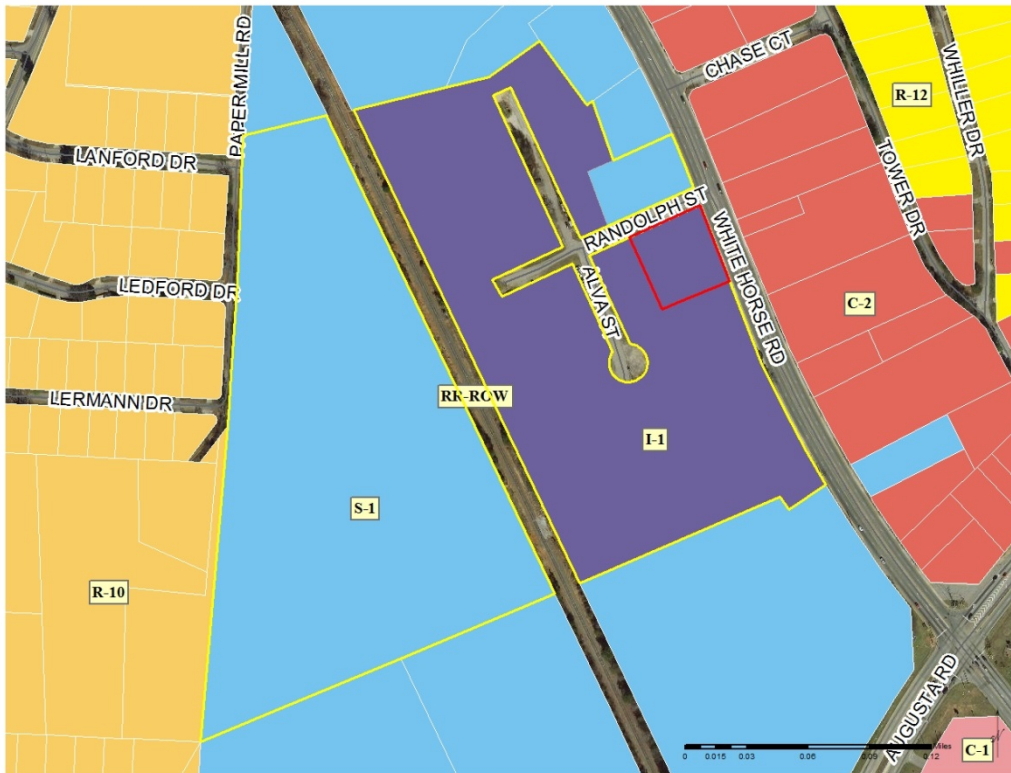 PAPER MILL RD
CHASE CT
WHILLER DR
R-12
LANFORD DR
TOWER DR
RANDOLPH ST
WHITE HORSE RD
LEDFORD DR
ALVA ST
C-2
LERMANN DR
RR-ROW
I-1
S-1
R-10
AUGUSTA RD
Miles
C-1
0 0.015 0.03 0.06 0.09 0.12